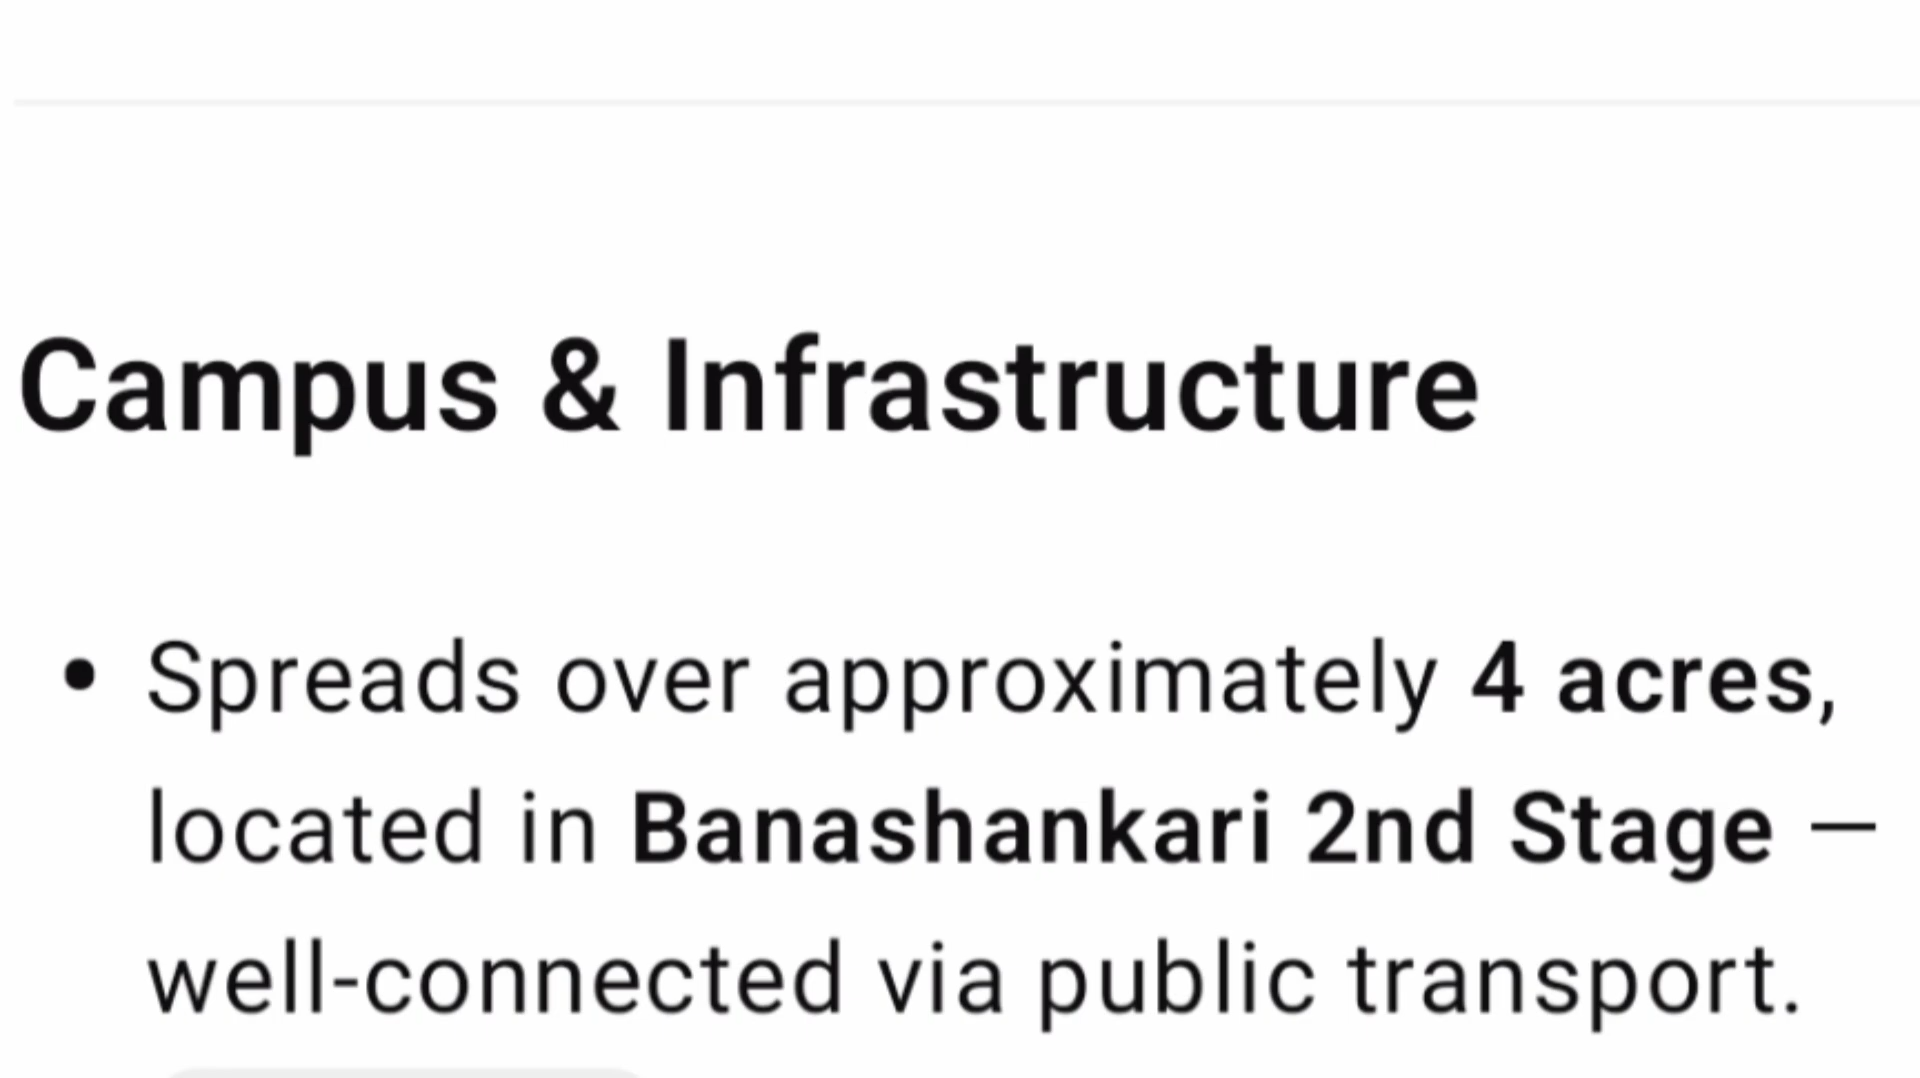 Campus & Infrastructure
• Spreads over approximately 4 acres,
located in Banashankari 2nd Stage —
well-connected via public transport.